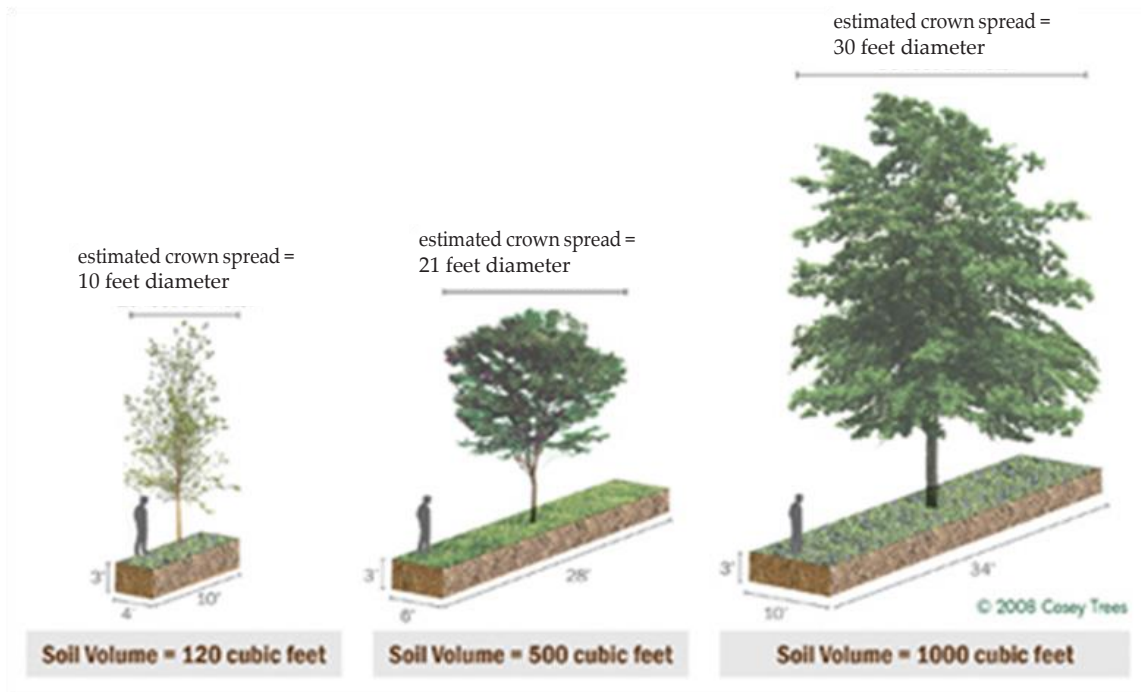 estimated crown spread =
30 feet diameter
estimated crown spread =
21 feet diameter
estimated crown spread =
10 feet diameter
3'
4'
10'
3'
6'
28'
3'
10'
34'
© 2008 Casey Trees
Soil Volume = 120 cubic feet
Soil Volume = 500 cubic feet
Soil Volume = 1000 cubic feet